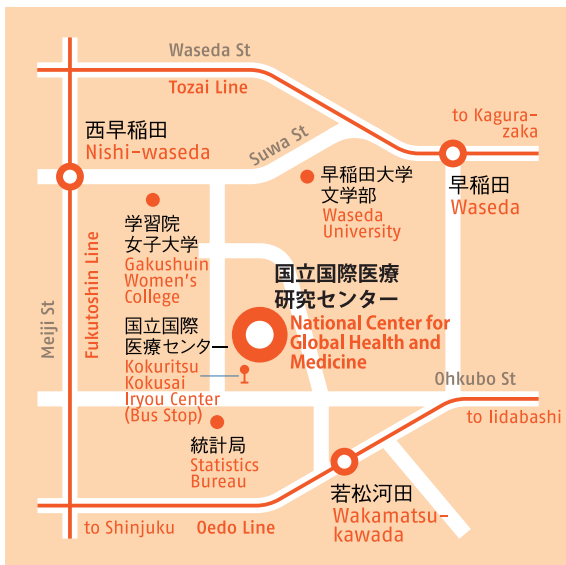 Waseda St
Tozai Line
to Kagura-
zaka
西早稲田
Nishi-waseda
Suwa St
早稲田大学
文学部
Waseda
University
早稲田
Waseda
学習院
女子大学
Gakushuin
Women's
College
Meiji St
Fukutoshin Line
国立国際医療
研究センター
National Center for
Global Health and
Medicine
国立国際
医療センター
Kokuritsu
Kokusai
Iryou Center
(Bus Stop)
Ohkubo St
to Iidabashi
統計局
Statistics
Bureau
若松河田
Wakamatsu-
kawada
to Shinjuku
Oedo Line